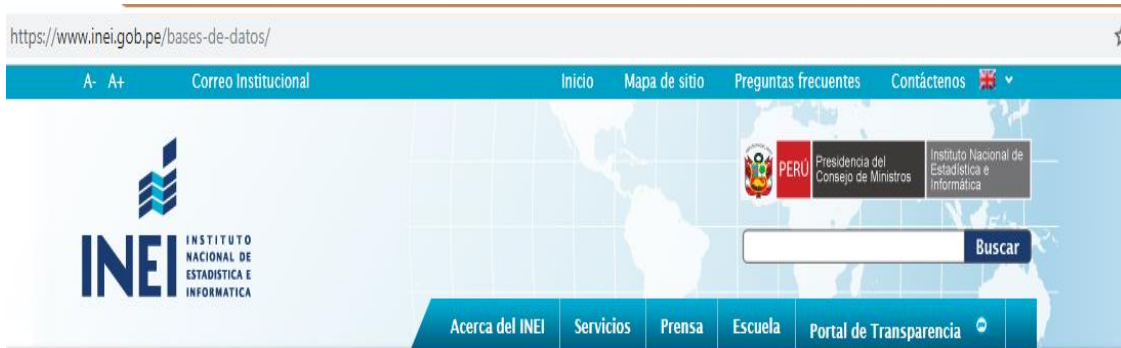 https://www.inei.gob.pe/bases-de-datos/
A- A+ Correo Institucional Inicio Mapa de sitio Preguntas frecuentes Contáctenos
PERÚ
Presidencia del
Consejo de Ministros
Instituto Nacional de
Estadística e
Informática
INEI
INSTITUTO
NACIONAL DE
ESTADISTICA E
INFORMATICA
Buscar
Acerca del INEI Servicios Prensa Escuela Portal de Transparencia